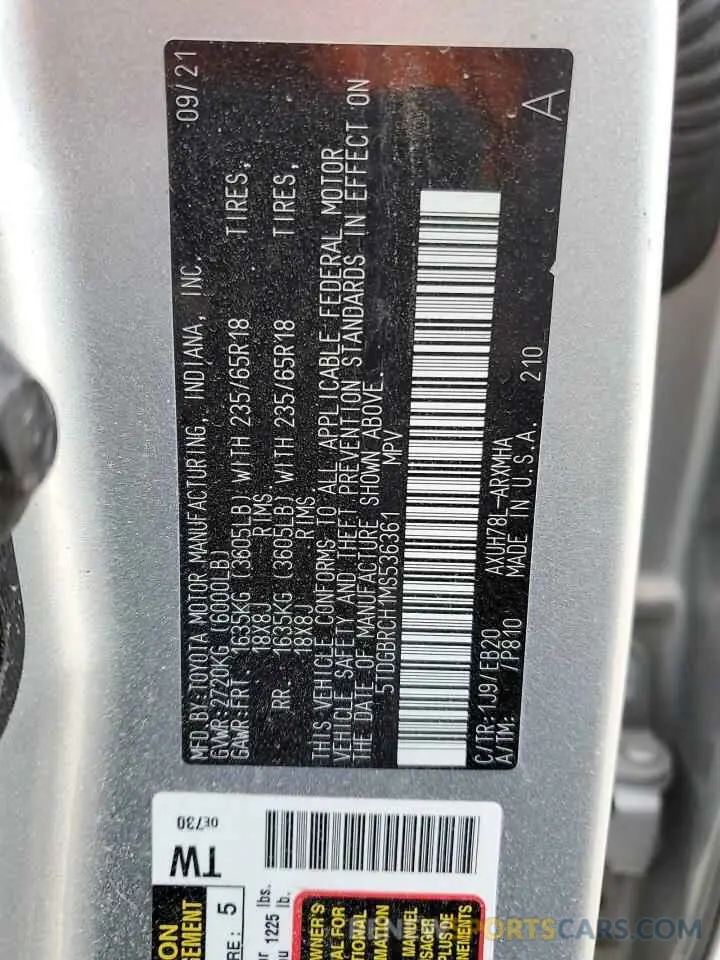 MFD. BY: TOYOTA MOTOR MANUFACTURING, INDIANA, INC. 09/21
GVWR: 2720KG (6000LB)
GAWR: FRT. 1635KG (3605LB) WITH 235/65R18 TIRES,
18X8J RIMS,
RR. 1635KG (3605LB) WITH 235/65R18 TIRES,
18X8J RIMS
THIS VEHICLE CONFORMS TO ALL APPLICABLE FEDERAL MOTOR
VEHICLE SAFETY AND THEFT PREVENTION STANDARDS IN EFFECT ON
THE DATE OF MANUFACTURE SHOWN ABOVE.
5TDGBRCH1MS536361 MPV
C/TR: 1J9/EB20 AXUH78L-ARXMHA 210
A/TM: /P810 MADE IN U.S.A.
A
0E730
TW
5
1225 lbs.
lb.
OWNER'S
MANUEL